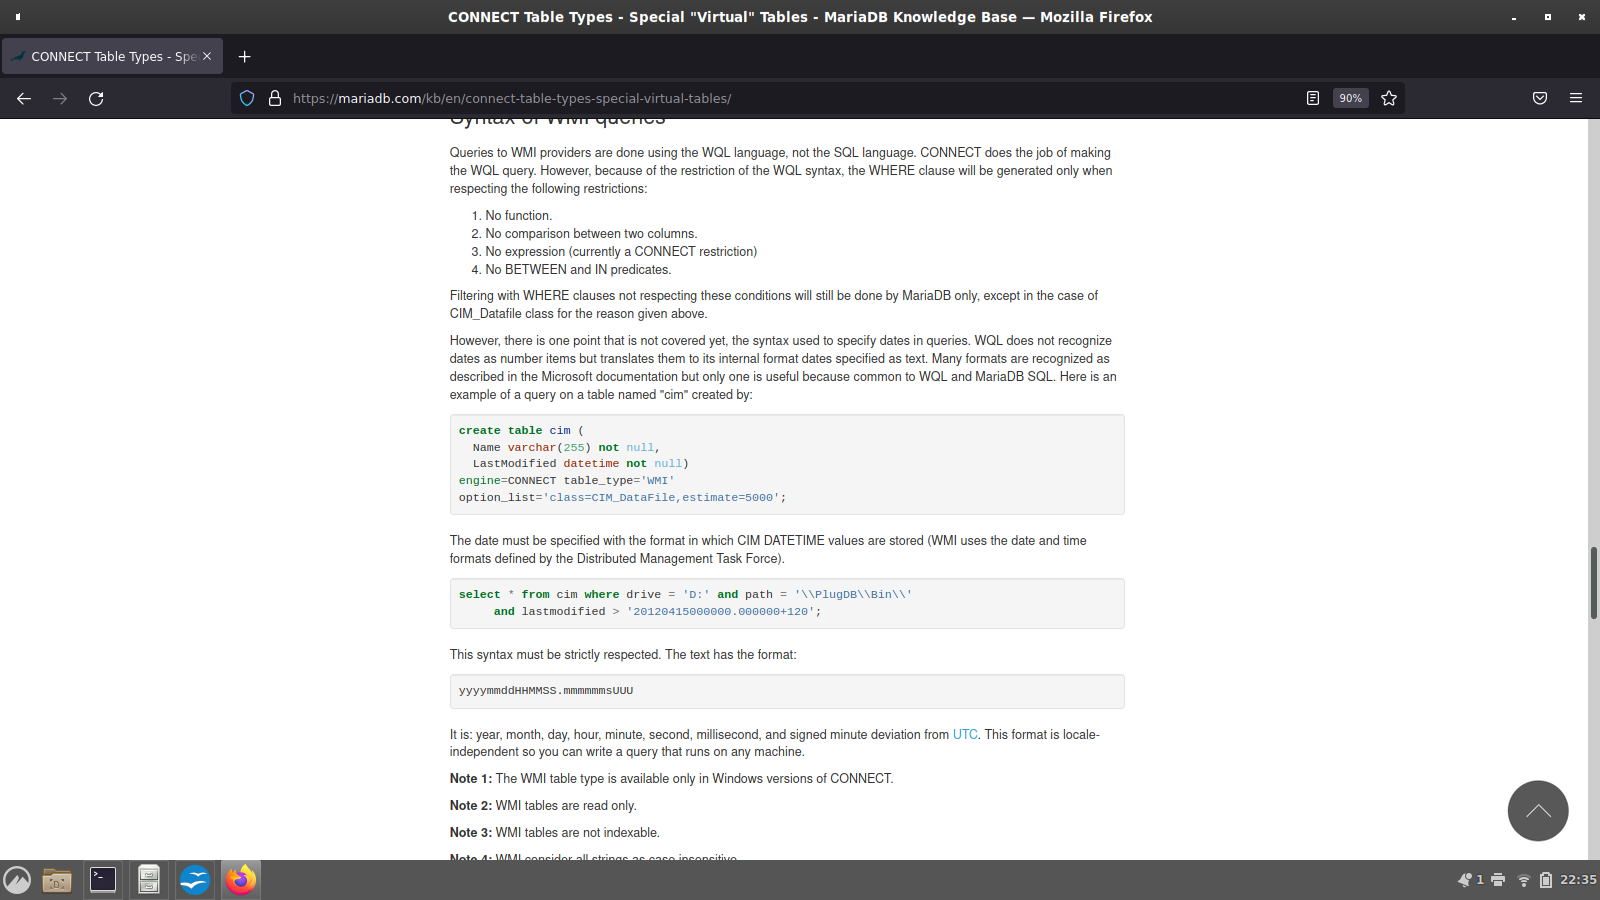 CONNECT Table Types - Special "Virtual" Tables - MariaDB Knowledge Base — Mozilla Firefox
CONNECT Table Types - Spe
https://mariadb.com/kb/en/connect-table-types-special-virtual-tables/
90%
Syntax of WMI queries
Queries to WMI providers are done using the WQL language, not the SQL language. CONNECT does the job of making
the WQL query. However, because of the restriction of the WQL syntax, the WHERE clause will be generated only when
respecting the following restrictions:
1. No function.
2. No comparison between two columns.
3. No expression (currently a CONNECT restriction)
4. No BETWEEN and IN predicates.
Filtering with WHERE clauses not respecting these conditions will still be done by MariaDB only, except in the case of
CIM_Datafile class for the reason given above.
However, there is one point that is not covered yet, the syntax used to specify dates in queries. WQL does not recognize
dates as number items but translates them to its internal format dates specified as text. Many formats are recognized as
described in the Microsoft documentation but only one is useful because common to WQL and MariaDB SQL. Here is an
example of a query on a table named "cim" created by:
create table cim (
Name varchar(255) not null,
LastModified datetime not null)
engine=CONNECT table_type='WMI'
option_list='class=CIM_DataFile,estimate=5000';
The date must be specified with the format in which CIM DATETIME values are stored (WMI uses the date and time
formats defined by the Distributed Management Task Force).
select * from cim where drive = 'D:' and path = '\\PlugDB\\Bin\\'
and lastmodified > '20120415000000.000000+120';
This syntax must be strictly respected. The text has the format:
yyyymmddHHMMSS.mmmmmmsUUU
It is: year, month, day, hour, minute, second, millisecond, and signed minute deviation from UTC. This format is locale-
independent so you can write a query that runs on any machine.
Note 1: The WMI table type is available only in Windows versions of CONNECT.
Note 2: WMI tables are read only.
Note 3: WMI tables are not indexable.
Note 4: WMI consider all strings as case insensitive.
1
22:35